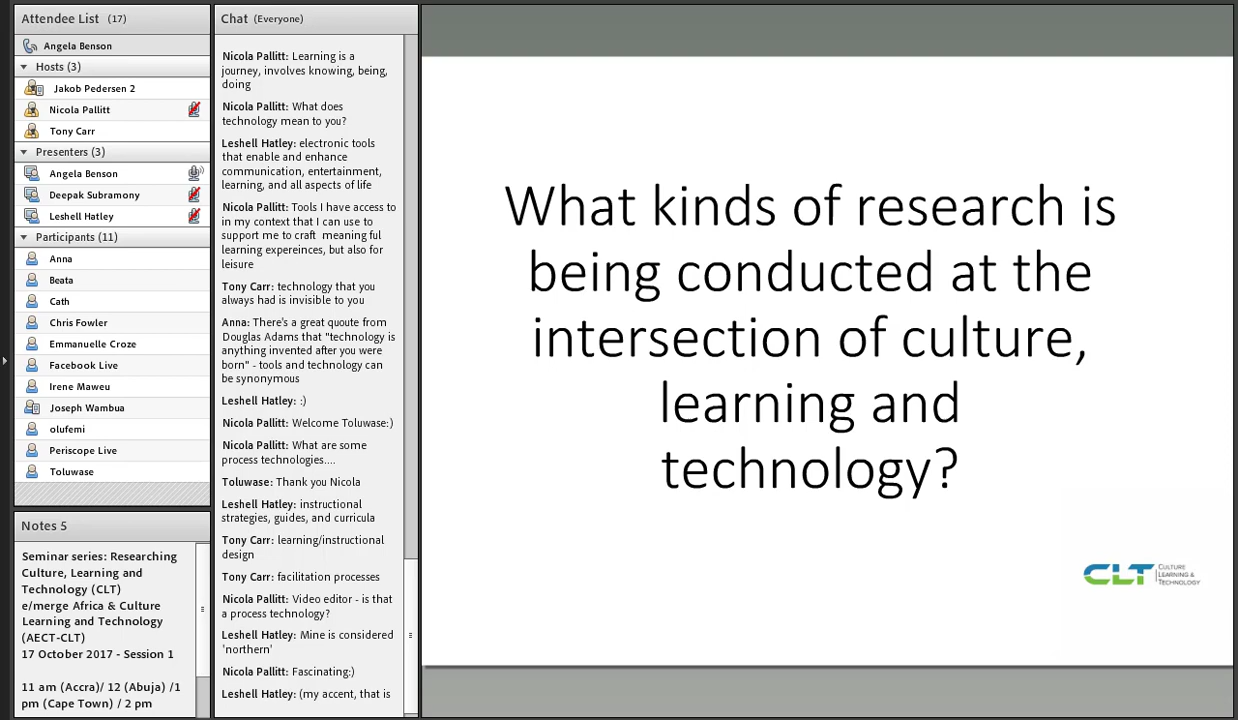 Attendee List (17)
Angela Benson
Hosts (3)
Jakob Pedersen 2
Nicola Pallitt
Tony Carr
Presenters (3)
Angela Benson
Deepak Subramony
Leshell Hatley
Participants (11)
Anna
Beata
Cath
Chris Fowler
Emmanuelle Croze
Facebook Live
Irene Maweu
Joseph Wambua
olufemi
Periscope Live
Toluwase
Notes 5
Seminar series: Researching
Culture, Learning and
Technology (CLT)
e/merge Africa & Culture
Learning and Technology
(AECT-CLT)
17 October 2017 - Session 1
11 am (Accra)/ 12 (Abuja) /1
pm (Cape Town) / 2 pm
Chat (Everyone)
Nicola Pallitt: Learning is a
journey, involves knowing, being,
doing
Nicola Pallitt: What does
technology mean to you?
Leshell Hatley: electronic tools
that enable and enhance
communication, entertainment,
learning, and all aspects of life
Nicola Pallitt: Tools I have access to
in my context that I can use to
support me to craft meaning ful
learning expereinces, but also for
leisure
Tony Carr: technology that you
always had is invisible to you
Anna: There's a great quoute from
Douglas Adams that "technology is
anything invented after you were
born" - tools and technology can
be synonymous
Leshell Hatley: :)
Nicola Pallitt: Welcome Toluwase:)
Nicola Pallitt: What are some
process technologies....
Toluwase: Thank you Nicola
Leshell Hatley: instructional
strategies, guides, and curricula
Tony Carr: learning/instructional
design
Tony Carr: facilitation processes
Nicola Pallitt: Video editor - is that
a process technology?
Leshell Hatley: Mine is considered
'northern'
Nicola Pallitt: Fascinating:)
Leshell Hatley: (my accent, that is
What kinds of research is
being conducted at the
intersection of culture,
learning and
technology?
CLT
CULTURE
LEARNING &
TECHNOLOGY